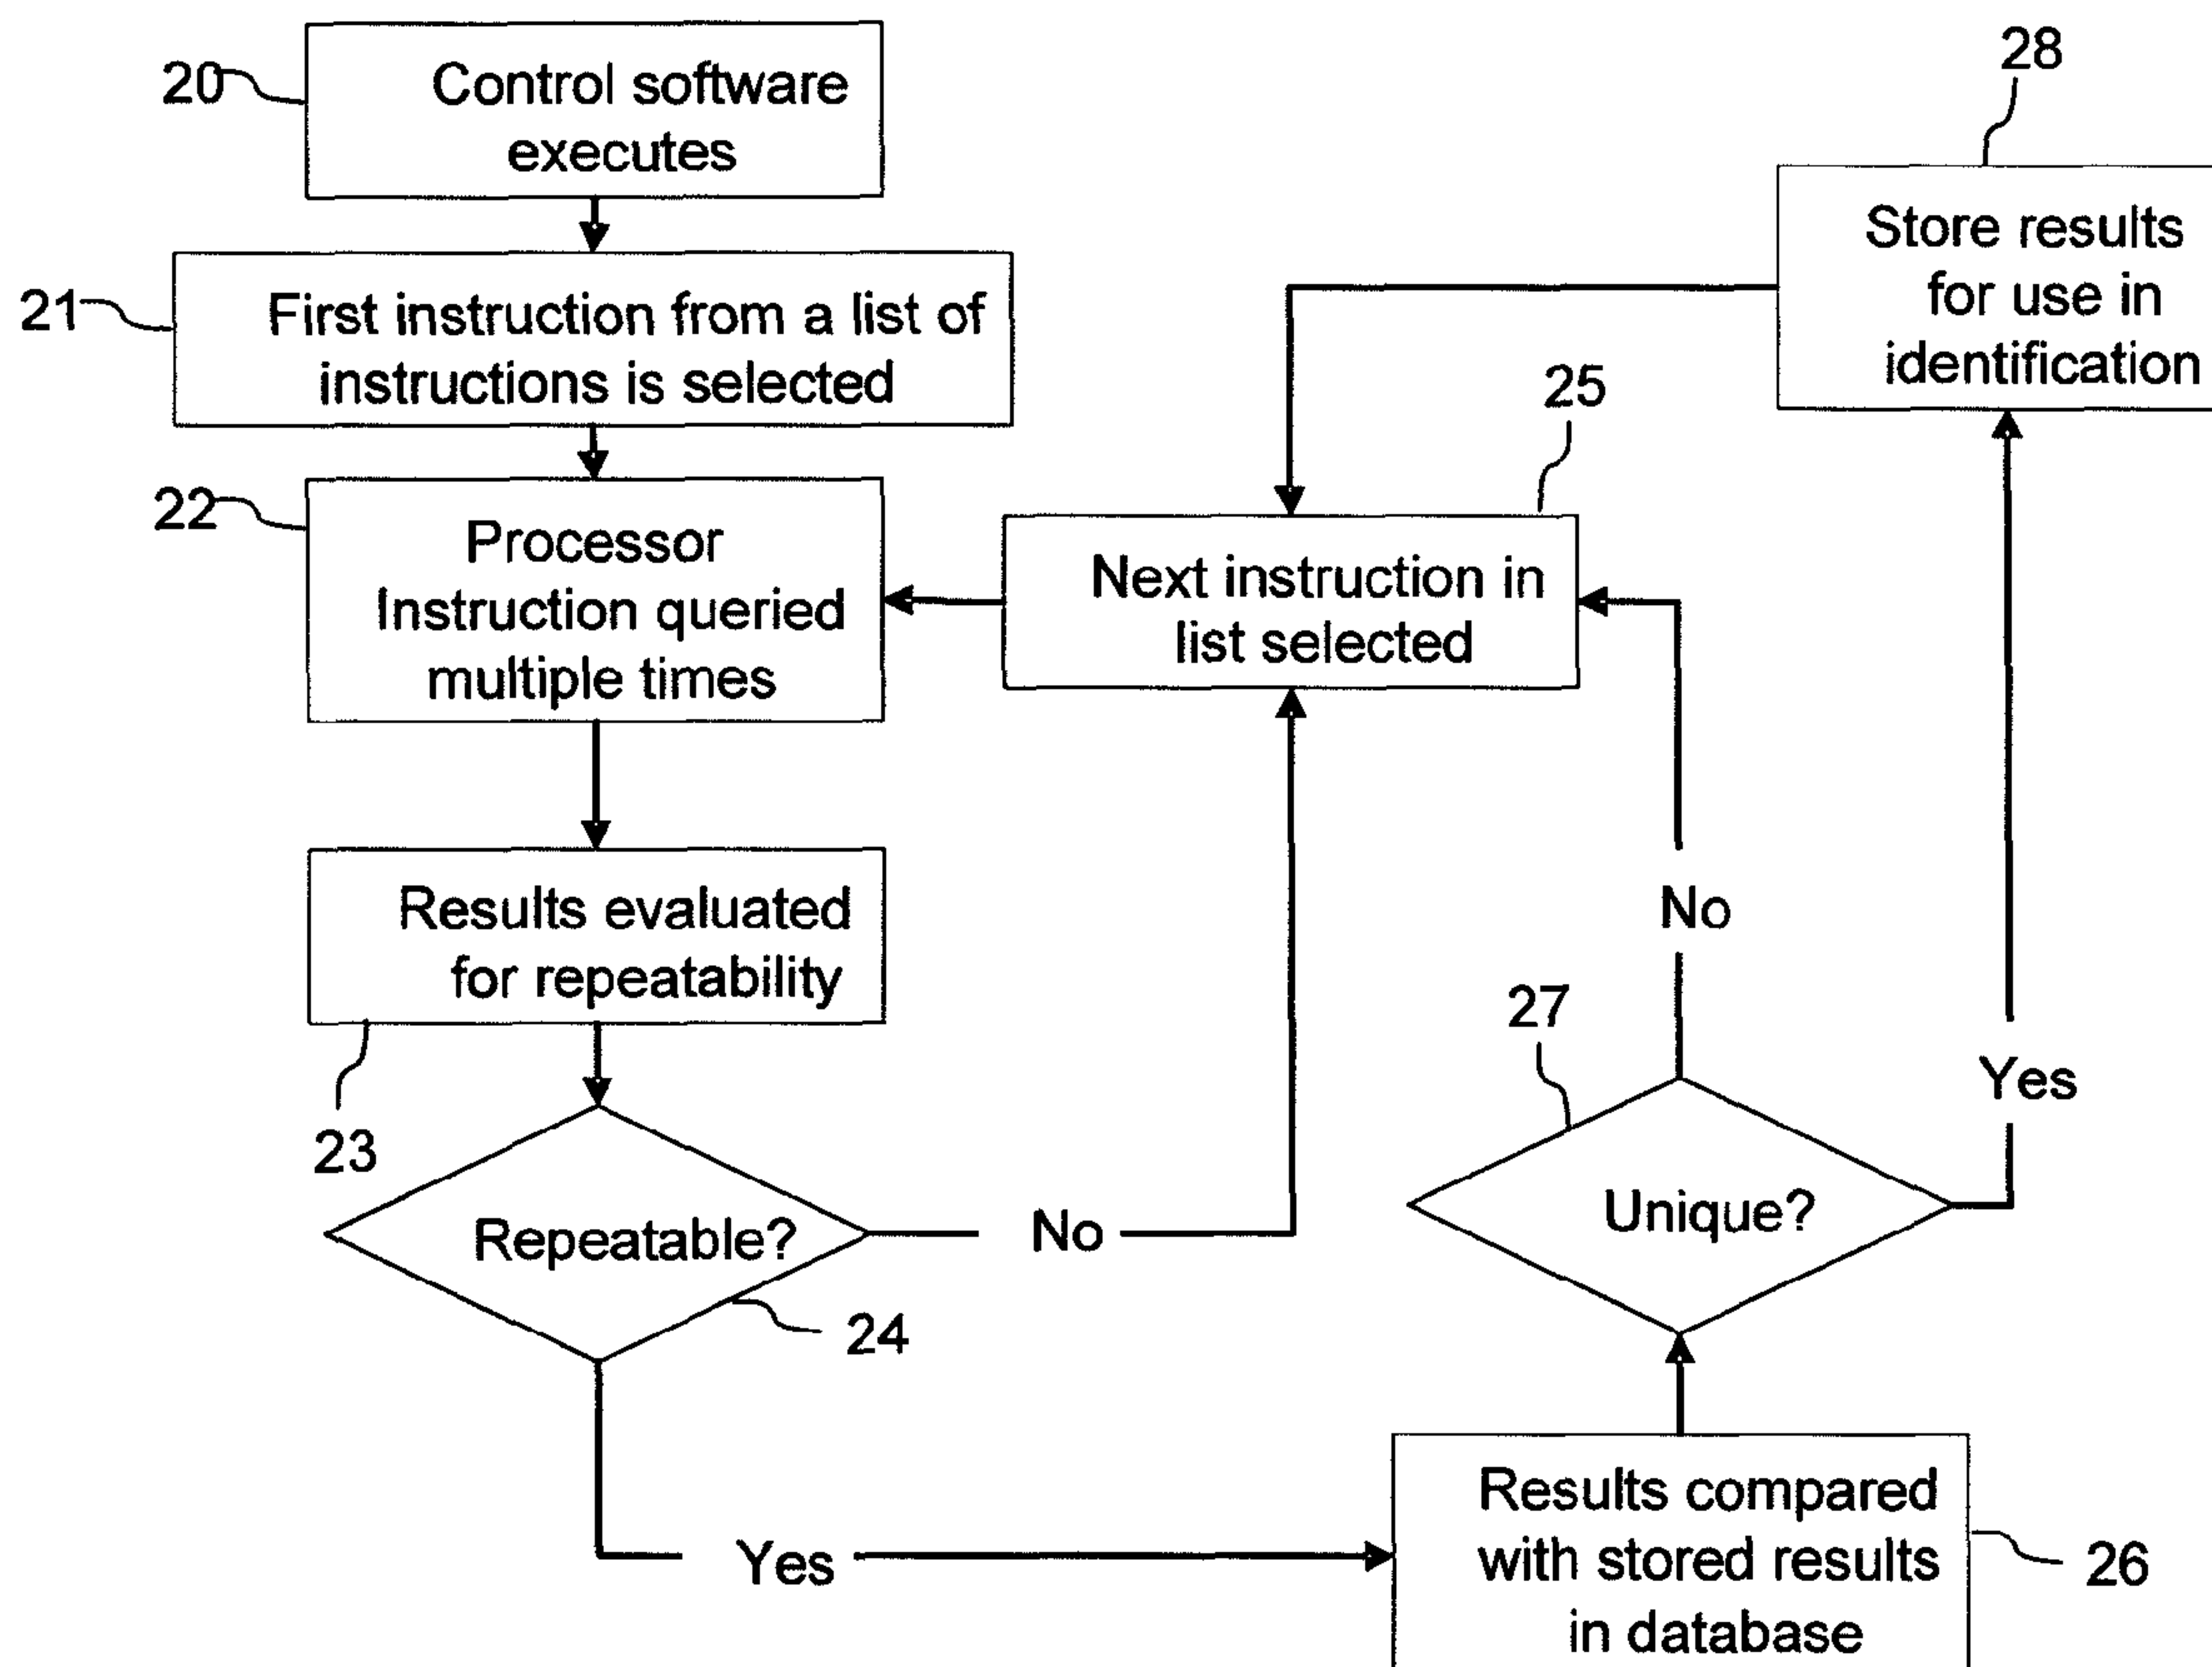 20
Control software
executes
21
First instruction from a list of
instructions is selected
22
Processor
Instruction queried
multiple times
23
Results evaluated
for repeatability
Repeatable?
24
No
Yes
25
Next instruction in
list selected
26
Results compared
with stored results
in database
27
Unique?
No
Yes
28
Store results
for use in
identification